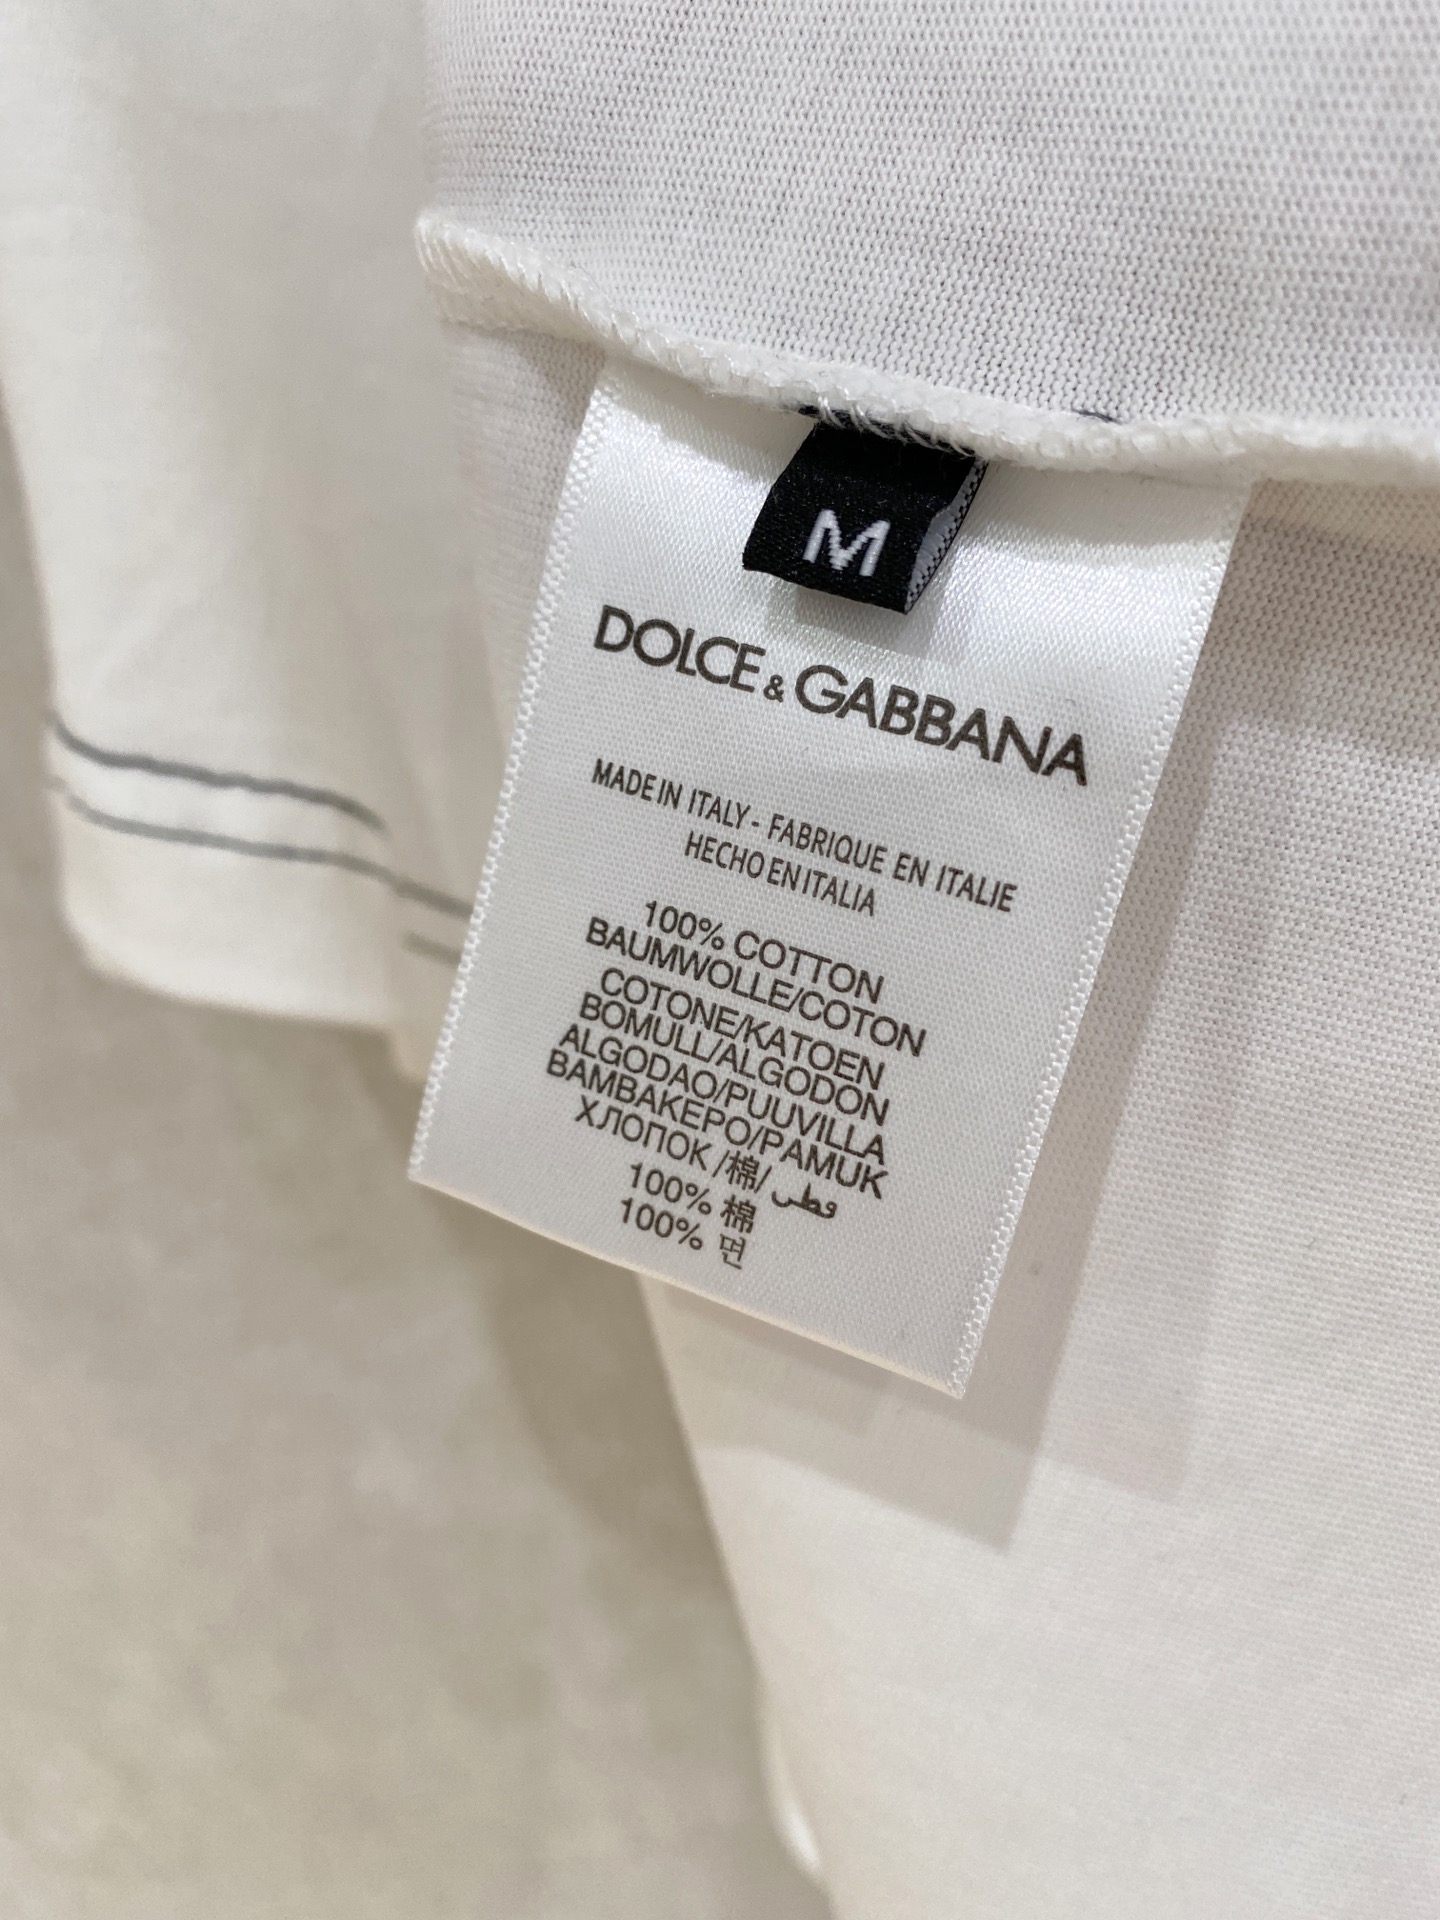 M
DOLCE & GABBANA
MADE IN ITALY - FABRIQUE EN ITALIE
HECHO EN ITALIA
100% COTTON
BAUMWOLLE/COTON
COTONE/KATOEN
BOMULL/ALGODON
ALGODAO/PUUVILLA
BAMBAKEPO/PAMUK
ХЛОПОК /棉/ قطن
100% 棉
100% 면